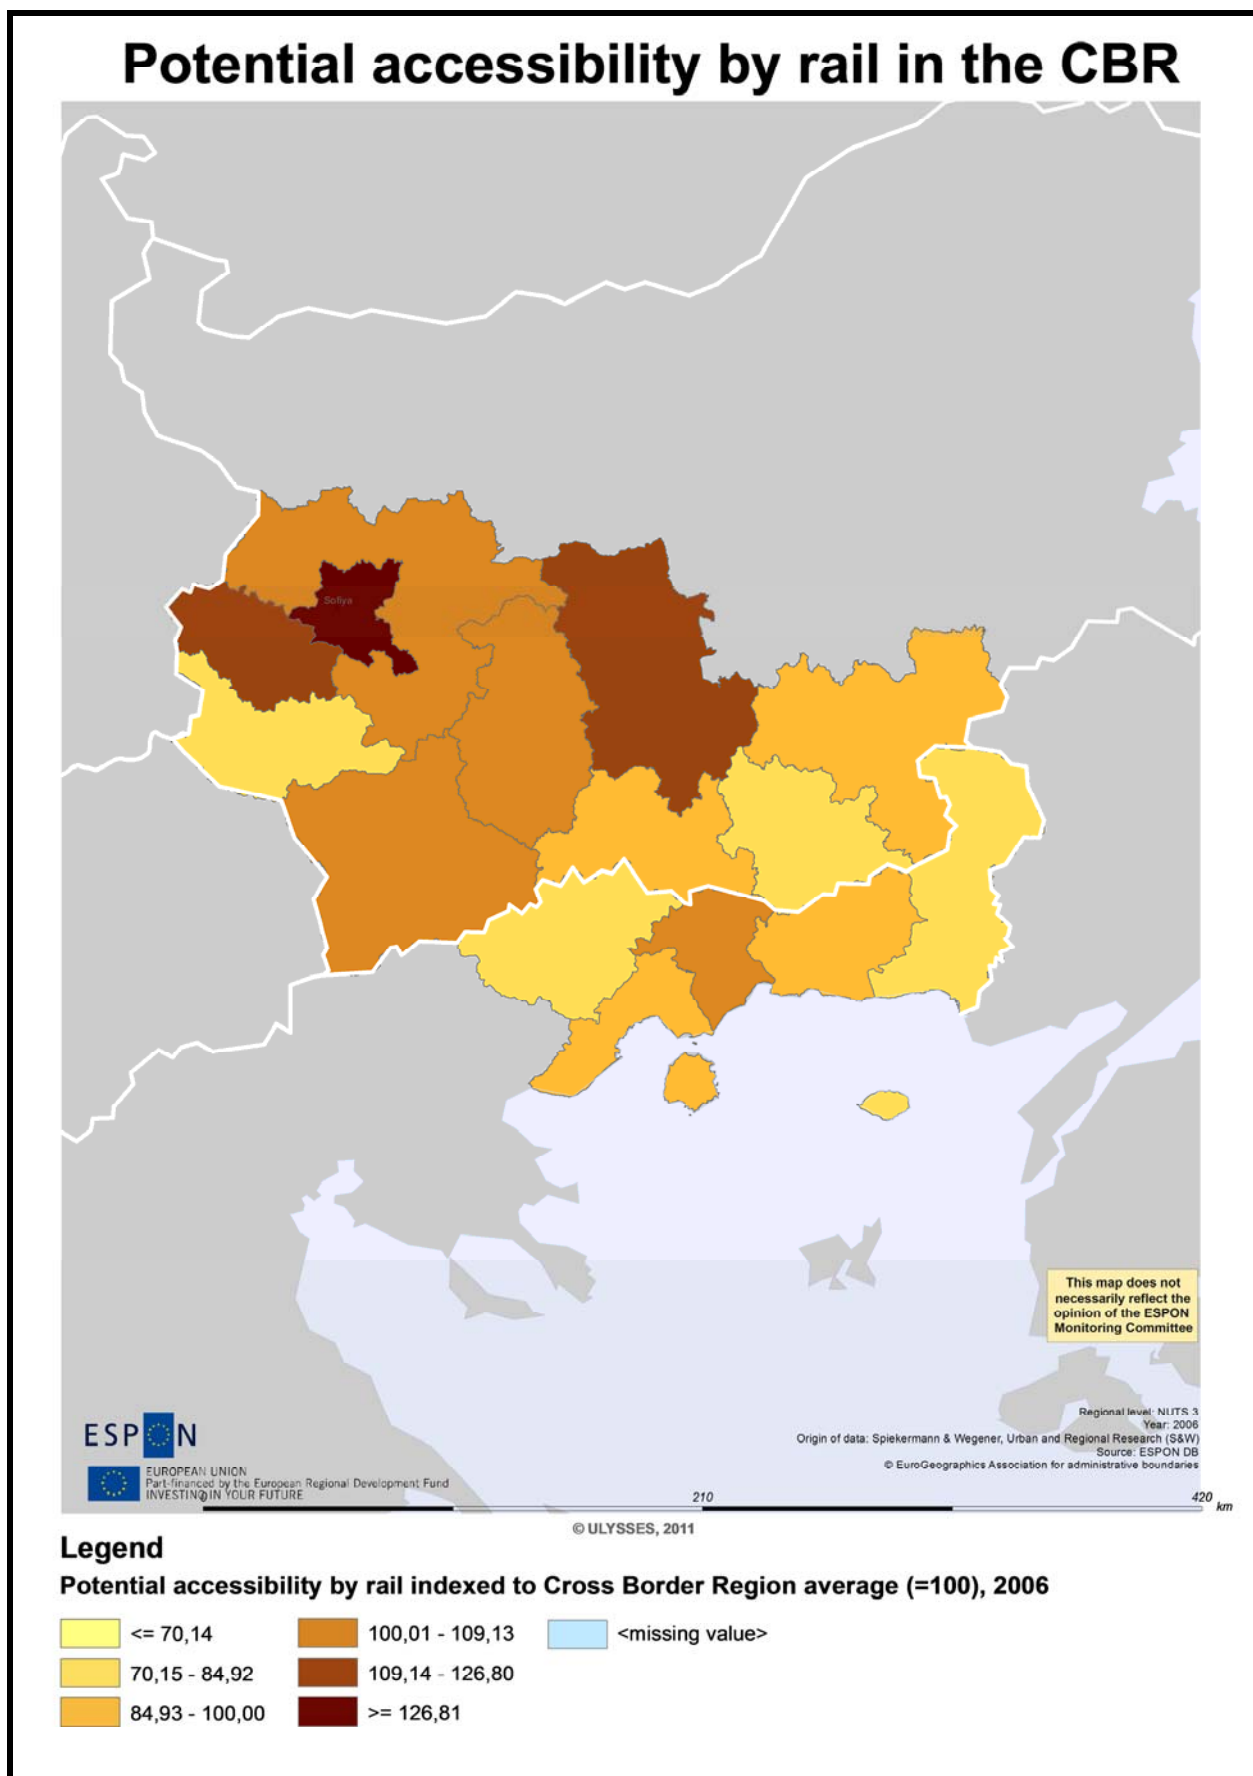 Potential accessibility by rail in the CBR
Sofiya
This map does not
necessarily reflect the
opinion of the ESPON
Monitoring Committee
ESPON
EUROPEAN UNION
Part-financed by the European Regional Development Fund
INVESTING IN YOUR FUTURE
Regional level: NUTS 3
Year: 2006
Origin of data: Spiekermann & Wegener, Urban and Regional Research (S&W)
Source: ESPON DB
© EuroGeographics Association for administrative boundaries
0 210 420 km
© ULYSSES, 2011
Legend
Potential accessibility by rail indexed to Cross Border Region average (=100), 2006
<= 70,14 100,01 - 109,13 <missing value>
70,15 - 84,92 109,14 - 126,80
84,93 - 100,00 >= 126,81